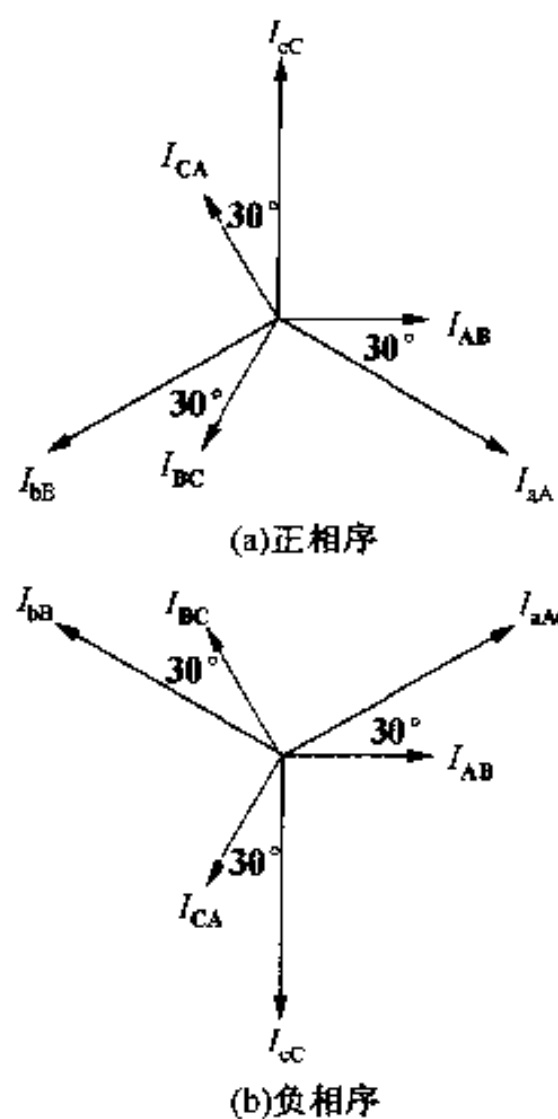 I_cC
I_CA
30°
I_AB
30°
30°
I_bB
I_BC
I_aA
(a)正相序
I_bB
I_BC
I_aA
30°
30°
I_AB
30°
I_CA
I_cC
(b)负相序